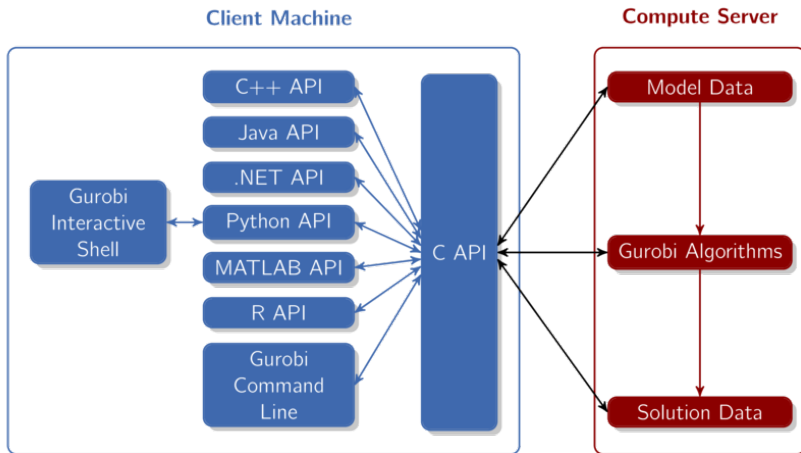 Client Machine
Compute Server
C++ API
Java API
.NET API
Python API
MATLAB API
R API
Gurobi
Command
Line
Gurobi
Interactive
Shell
C API
Model Data
Gurobi Algorithms
Solution Data